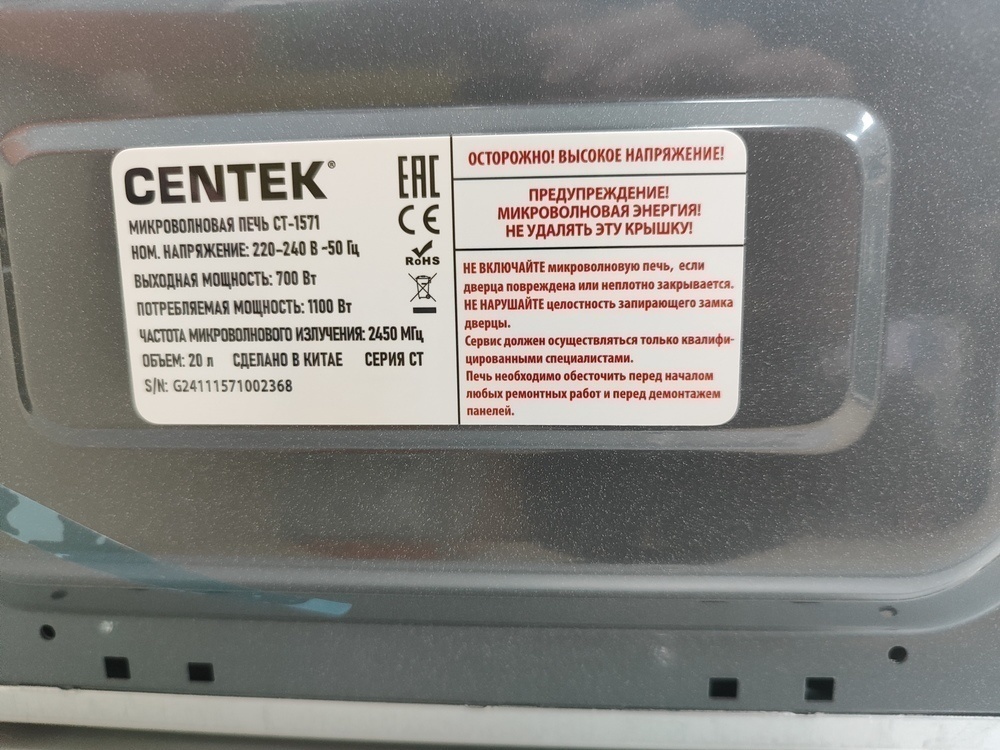 CENTEK®
МИКРОВОЛНОВАЯ ПЕЧЬ CT-1571
НОМ. НАПРЯЖЕНИЕ: 220-240 В ~50 Гц
ВЫХОДНАЯ МОЩНОСТЬ: 700 Вт
ПОТРЕБЛЯЕМАЯ МОЩНОСТЬ: 1100 Вт
ЧАСТОТА МИКРОВОЛНОВОГО ИЗЛУЧЕНИЯ: 2450 МГц
ОБЪЕМ: 20 л СДЕЛАНО В КИТАЕ СЕРИЯ СТ
S/N: G24111571002368
EAC
CE
RoHS
ОСТОРОЖНО! ВЫСОКОЕ НАПРЯЖЕНИЕ!
ПРЕДУПРЕЖДЕНИЕ!
МИКРОВОЛНОВАЯ ЭНЕРГИЯ!
НЕ УДАЛЯТЬ ЭТУ КРЫШКУ!
НЕ ВКЛЮЧАЙТЕ микроволновую печь, если
дверца повреждена или неплотно закрывается.
НЕ НАРУШАЙТЕ целостность запирающего замка
дверцы.
Сервис должен осуществляться только квалифи-
цированными специалистами.
Печь необходимо обесточить перед началом
любых ремонтных работ и перед демонтажем
панелей.